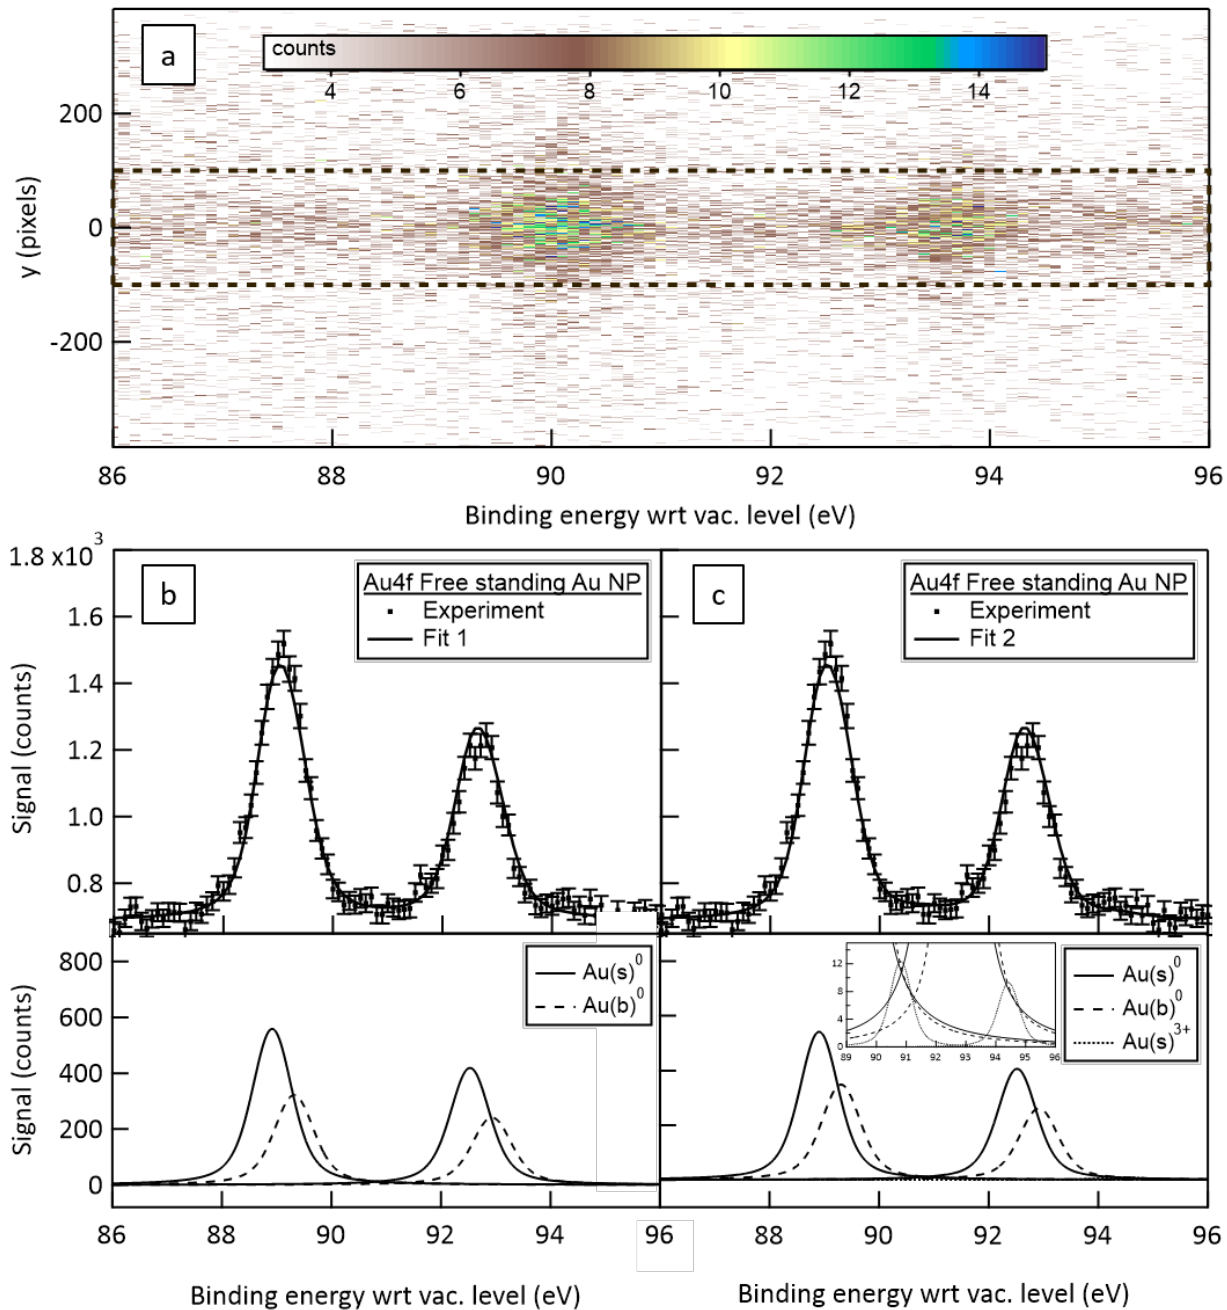 a
counts
4 6 8 10 12 14
200
0
-200
y (pixels)
86 88 90 92 94 96
Binding energy wrt vac. level (eV)
1.8 x10³
1.6
1.4
1.2
1.0
0.8
Signal (counts)
b
Au4f Free standing Au NP
Experiment
Fit 1
c
Au4f Free standing Au NP
Experiment
Fit 2
800
600
400
200
0
Signal (counts)
Au(s)⁰
Au(b)⁰
12
8
4
0
89 90 91 92 93 94 95 96
Au(s)⁰
Au(b)⁰
Au(s)³⁺
86 88 90 92 94 96 88 90 92 94 96
Binding energy wrt vac. level (eV)
Binding energy wrt vac. level (eV)